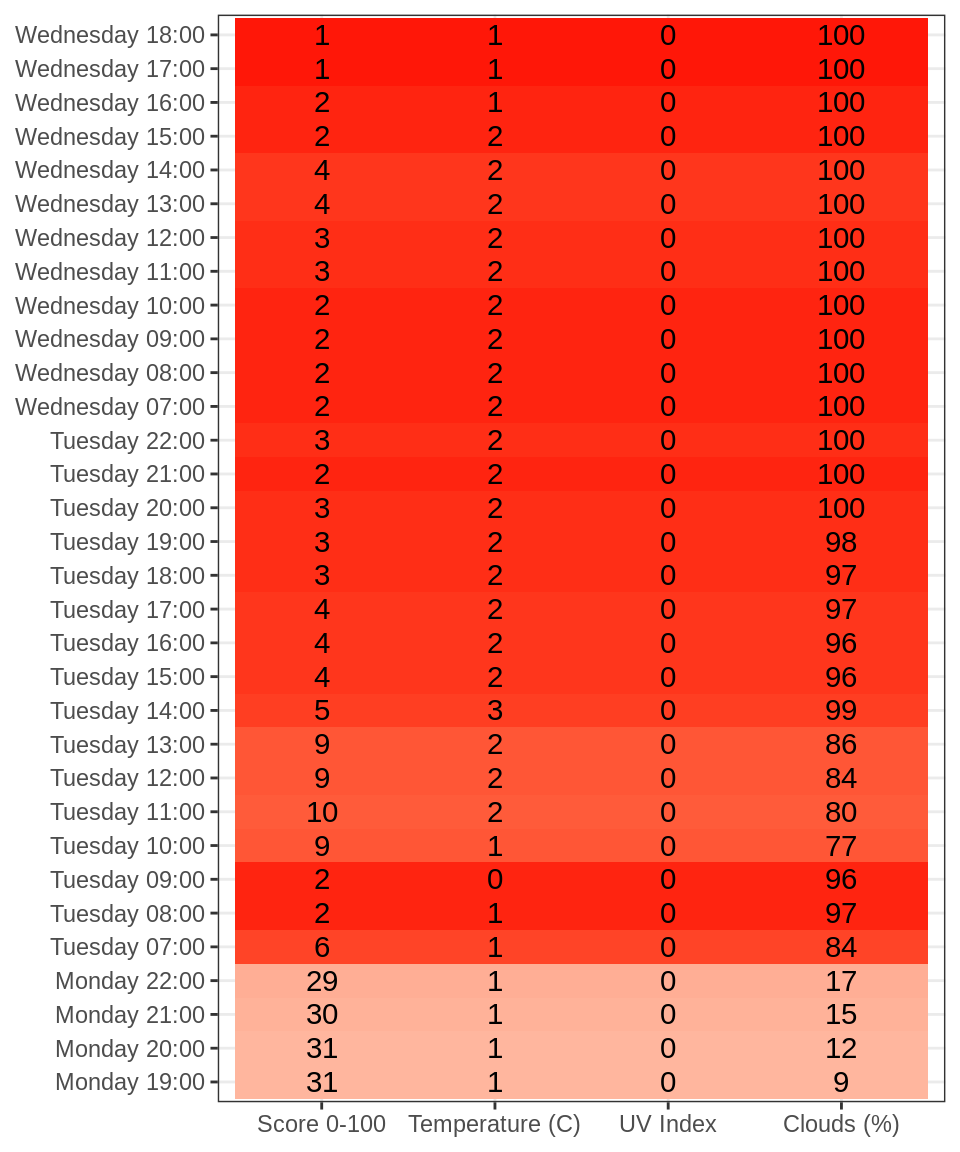 Wednesday 18:00 1 1 0 100
Wednesday 17:00 1 1 0 100
Wednesday 16:00 2 1 0 100
Wednesday 15:00 2 2 0 100
Wednesday 14:00 4 2 0 100
Wednesday 13:00 4 2 0 100
Wednesday 12:00 3 2 0 100
Wednesday 11:00 3 2 0 100
Wednesday 10:00 2 2 0 100
Wednesday 09:00 2 2 0 100
Wednesday 08:00 2 2 0 100
Wednesday 07:00 2 2 0 100
Tuesday 22:00 3 2 0 100
Tuesday 21:00 2 2 0 100
Tuesday 20:00 3 2 0 100
Tuesday 19:00 3 2 0 98
Tuesday 18:00 3 2 0 97
Tuesday 17:00 4 2 0 97
Tuesday 16:00 4 2 0 96
Tuesday 15:00 4 2 0 96
Tuesday 14:00 5 3 0 99
Tuesday 13:00 9 2 0 86
Tuesday 12:00 9 2 0 84
Tuesday 11:00 10 2 0 80
Tuesday 10:00 9 1 0 77
Tuesday 09:00 2 0 0 96
Tuesday 08:00 2 1 0 97
Tuesday 07:00 6 1 0 84
Monday 22:00 29 1 0 17
Monday 21:00 30 1 0 15
Monday 20:00 31 1 0 12
Monday 19:00 31 1 0 9
Score 0-100 Temperature (C) UV Index Clouds (%)